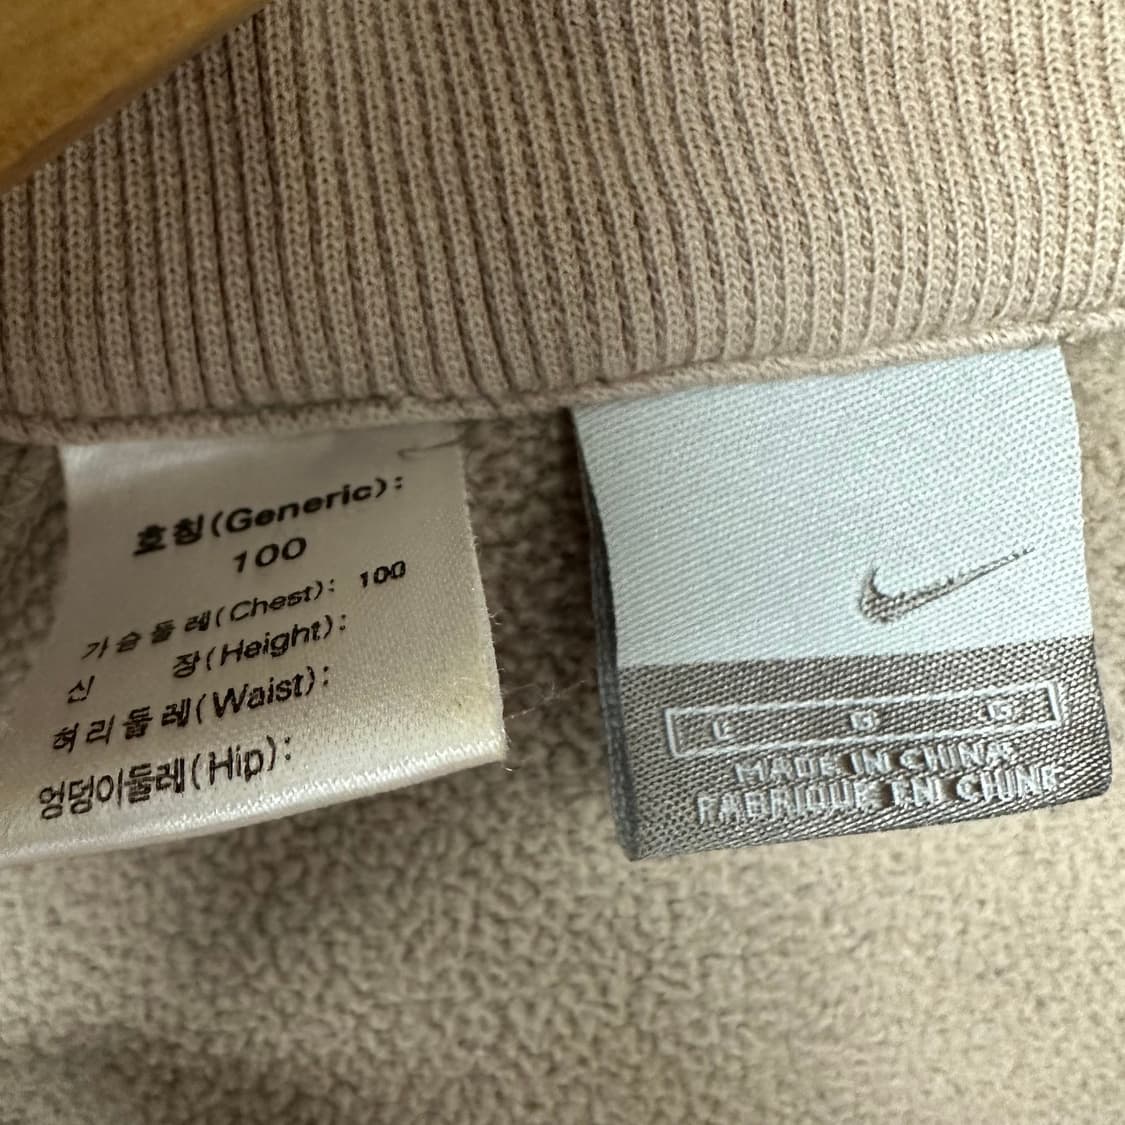 호칭(Generic):
100
가슴둘레(Chest): 100
신 장(Height):
허리둘레(Waist):
엉덩이둘레(Hip):
L G G
MADE IN CHINA
FABRIQUE EN CHINE